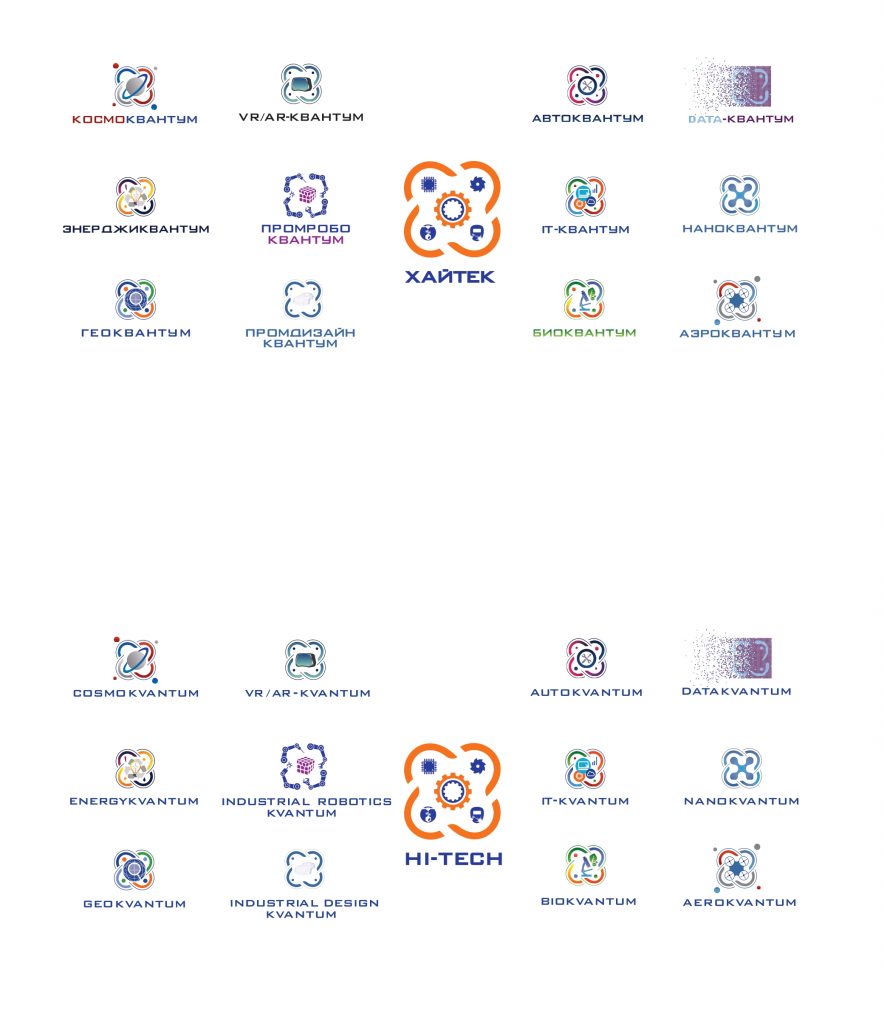 КОСМОКВАНТУМ
VR/AR-КВАНТУМ
АВТОКВАНТУМ
DATA-КВАНТУМ
ЭНЕРДЖИКВАНТУМ
ПРОМРОБО
КВАНТУМ
ХАЙТЕК
IT-КВАНТУМ
НАНОКВАНТУМ
ГЕОКВАНТУМ
ПРОМДИЗАЙН
КВАНТУМ
БИОКВАНТУМ
АЭРОКВАНТУМ
COSMOKVANTUM
VR/AR-KVANTUM
AUTOKVANTUM
DATAKVANTUM
ENERGYKVANTUM
INDUSTRIAL ROBOTICS
KVANTUM
HI-TECH
IT-KVANTUM
NANOKVANTUM
GEOKVANTUM
INDUSTRIAL DESIGN
KVANTUM
BIOKVANTUM
AEROKVANTUM